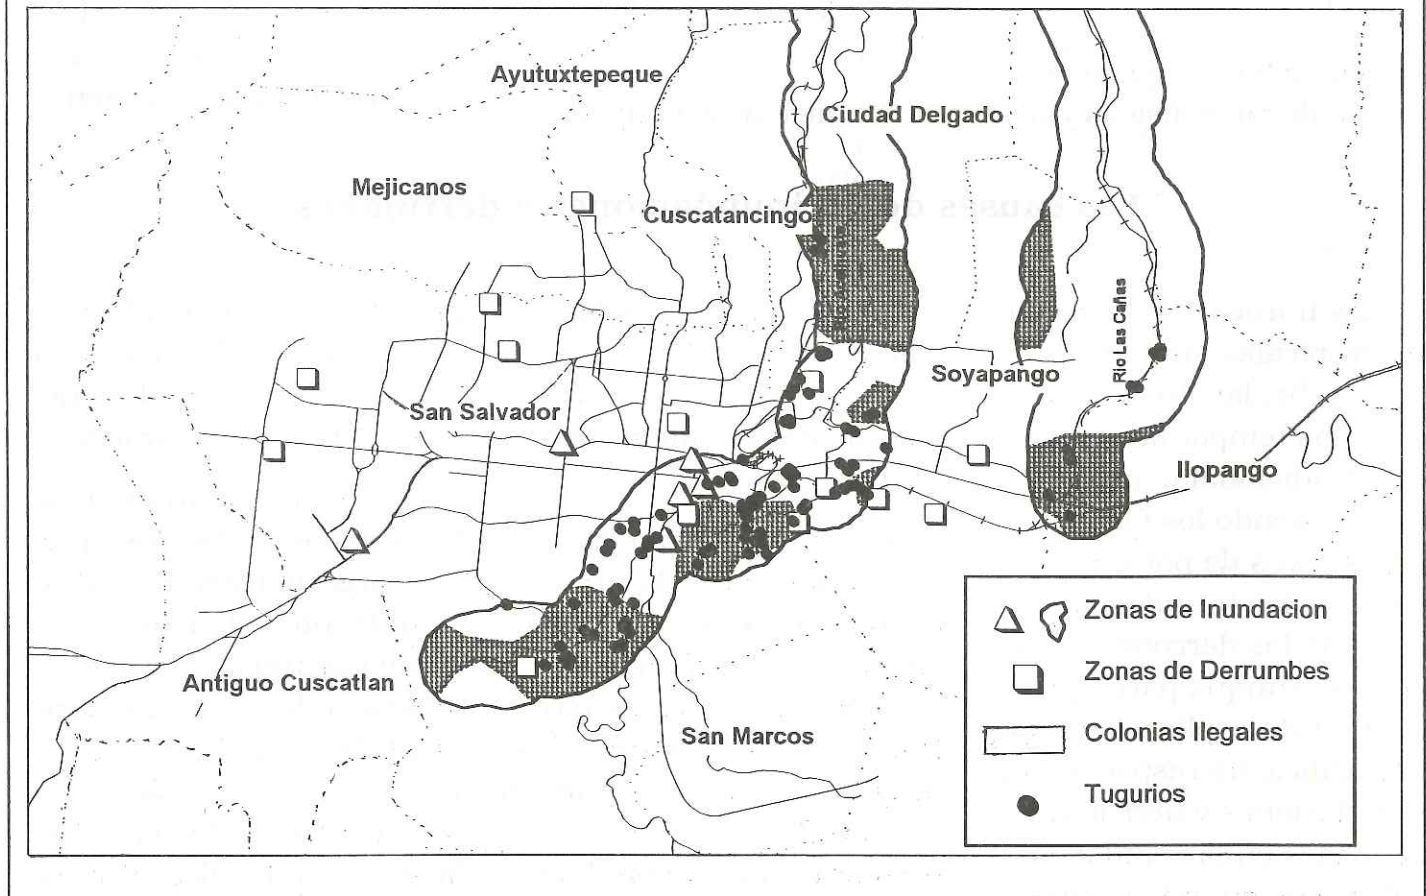 Ayutuxtepeque
Ciudad Delgado
Mejicanos
Cuscatancingo
Rio Las Cañas
Soyapango
San Salvador
Ilopango
Antiguo Cuscatlan
San Marcos
Zonas de Inundacion
Zonas de Derrumbes
Colonias Ilegales
Tugurios